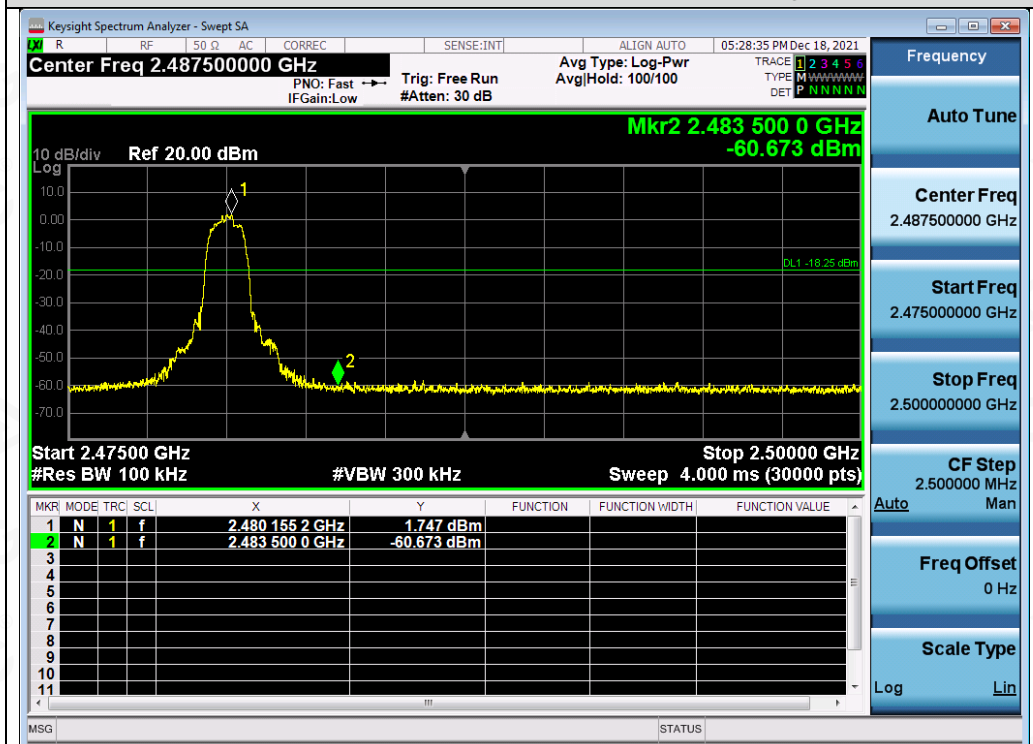 Keysight Spectrum Analyzer - Swept SA
LXI R RF 50 Ω AC CORREC SENSE:INT ALIGN AUTO 05:28:35 PM Dec 18, 2021
Center Freq 2.487500000 GHz
PNO: Fast
IFGain:Low
Trig: Free Run
#Atten: 30 dB
Avg Type: Log-Pwr
Avg|Hold: 100/100
TRACE 1 2 3 4 5 6
TYPE M WWWWW
DET P N N N N N
Mkr2 2.483 500 0 GHz
-60.673 dBm
10 dB/div Ref 20.00 dBm
Log
10.0
0.00
-10.0
-20.0
-30.0
-40.0
-50.0
-60.0
-70.0
1
2
DL1 -18.25 dBm
Start 2.47500 GHz Stop 2.50000 GHz
#Res BW 100 kHz #VBW 300 kHz Sweep 4.000 ms (30000 pts)
MKR MODE TRC SCL X Y FUNCTION FUNCTION WIDTH FUNCTION VALUE
1 N 1 f 2.480 155 2 GHz 1.747 dBm
2 N 1 f 2.483 500 0 GHz -60.673 dBm
3
4
5
6
7
8
9
10
11
MSG STATUS
Frequency
Auto Tune
Center Freq
2.487500000 GHz
Start Freq
2.475000000 GHz
Stop Freq
2.500000000 GHz
CF Step
2.500000 MHz
Auto Man
Freq Offset
0 Hz
Scale Type
Log Lin